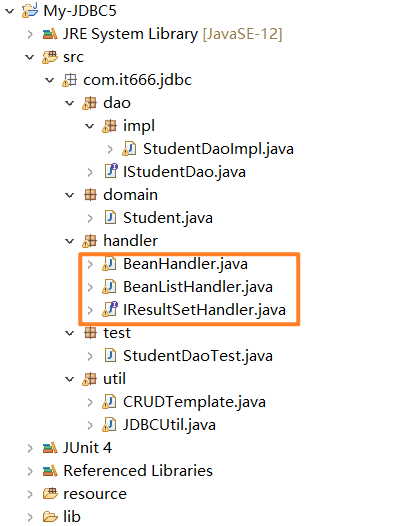 My-JDBC5
JRE System Library [JavaSE-12]
src
com.it666.jdbc
dao
impl
StudentDaoImpl.java
IStudentDao.java
domain
Student.java
handler
BeanHandler.java
BeanListHandler.java
IResultSetHandler.java
test
StudentDaoTest.java
util
CRUDTemplate.java
JDBCUtil.java
JUnit 4
Referenced Libraries
resource
lib